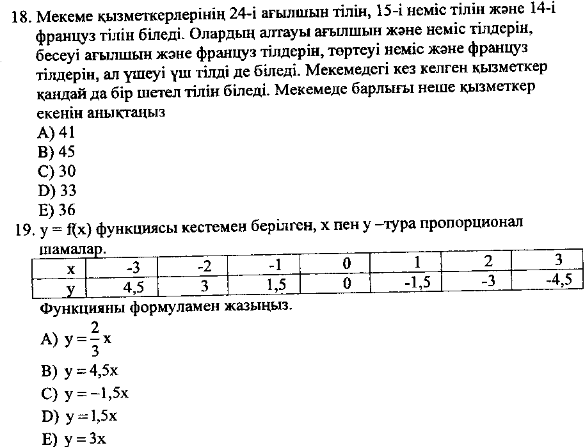 18. Мекеме қызметкерлерінің 24-і ағылшын тілін, 15-і неміс тілін және 14-і
француз тілін біледі. Олардың алтауы ағылшын және неміс тілдерін,
бесеуі ағылшын және француз тілдерін, төртеуі неміс және француз
тілдерін, ал үшеуі үш тілді де біледі. Мекемедегі кез келген қызметкер
қандай да бір шетел тілін біледі. Мекемеде барлығы неше қызметкер
екенін анықтаңыз
A) 41
B) 45
C) 30
D) 33
E) 36
19. y = f(x) функциясы кестемен берілген, x пен y –тура пропорционал
шамалар.
x -3 -2 -1 0 1 2 3
y 4,5 3 1,5 0 -1,5 -3 -4,5
Функцияны формуламен жазыңыз.
A) y = 2/3 x
B) y = 4,5x
C) y = –1,5x
D) y = 1,5x
E) y = 3x